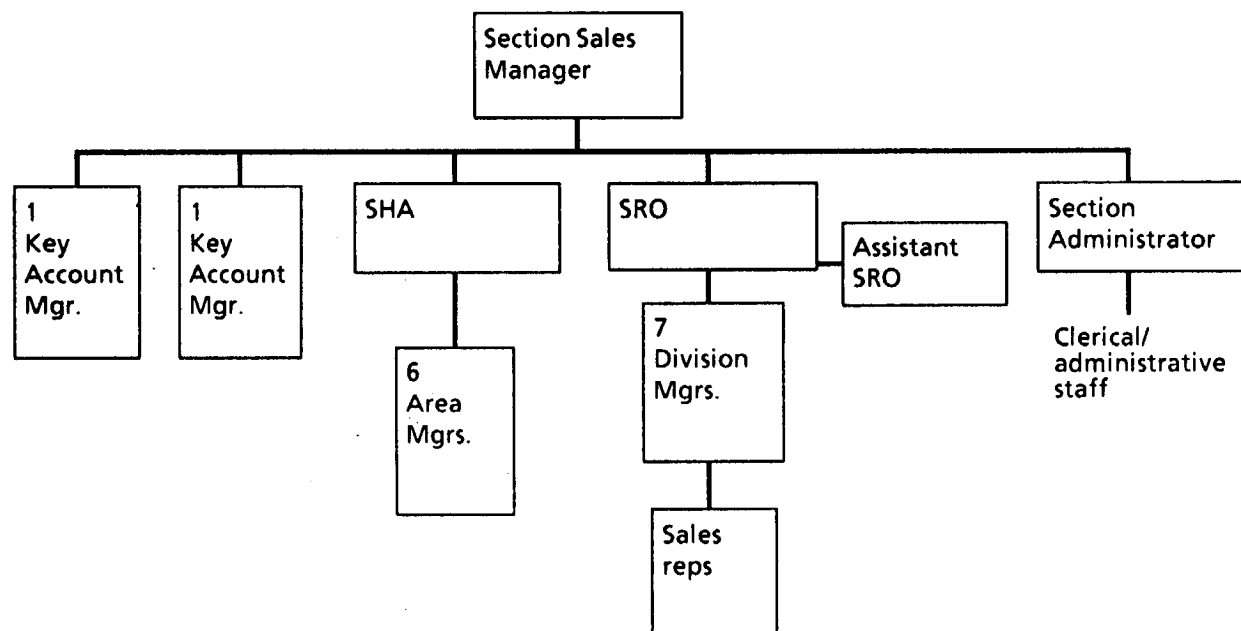 Section Sales
Manager
1
Key
Account
Mgr.
1
Key
Account
Mgr.
SHA
SRO
Assistant
SRO
Section
Administrator
6
Area
Mgrs.
7
Division
Mgrs.
Clerical/
administrative
staff
Sales
reps